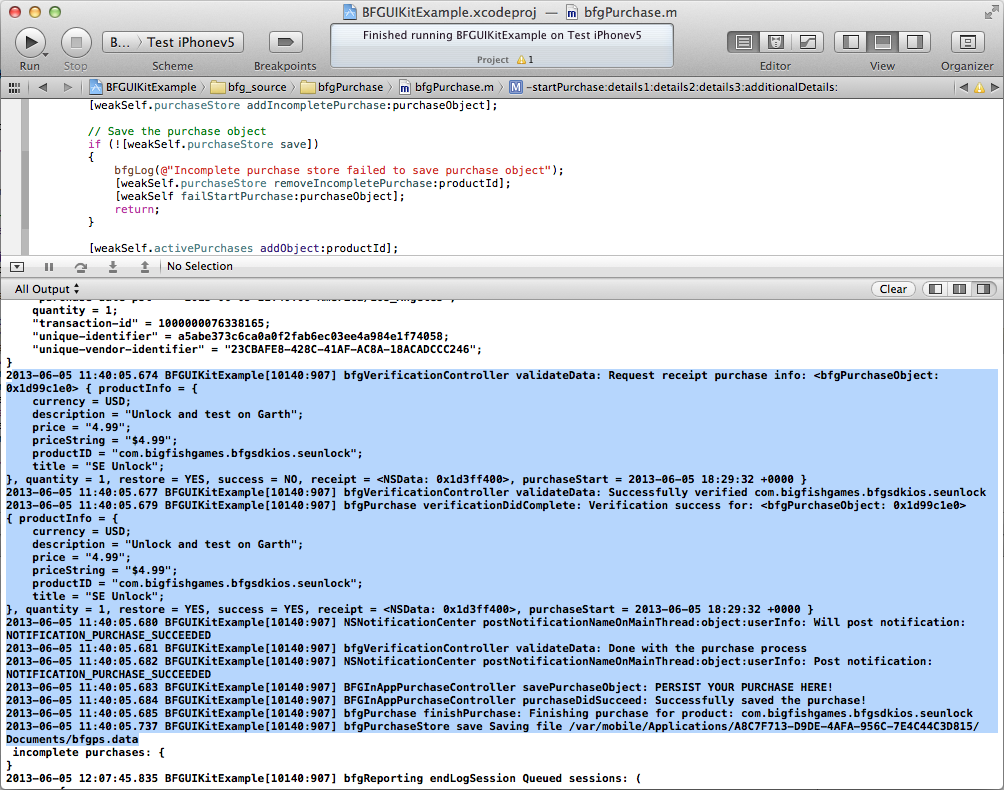 BFGUIKitExample.xcodeproj — bfgPurchase.m
B... Test iPhonev5
Finished running BFGUIKitExample on Test iPhonev5
Project 1
Run Stop Scheme Breakpoints Editor View Organizer
BFGUIKitExample bfg_source bfgPurchase bfgPurchase.m M -startPurchase:details1:details2:details3:additionalDetails:
[weakSelf.purchaseStore addIncompletePurchase:purchaseObject];
// Save the purchase object
if (![weakSelf.purchaseStore save])
{
bfgLog(@"Incomplete purchase store failed to save purchase object");
[weakSelf.purchaseStore removeIncompletePurchase:productId];
[weakSelf failStartPurchase:purchaseObject];
return;
}
[weakSelf.activePurchases addObject:productId];
No Selection
All Output Clear
quantity = 1;
"transaction-id" = 1000000076338165;
"unique-identifier" = a5abe373c6ca0a0f2fab6ec03ee4a984e1f74058;
"unique-vendor-identifier" = "23CBAFE8-428C-41AF-AC8A-18ACADCCC246";
}
2013-06-05 11:40:05.674 BFGUIKitExample[10140:907] bfgVerificationController validateData: Request receipt purchase info: <bfgPurchaseObject:
0x1d99c1e0> { productInfo = {
currency = USD;
description = "Unlock and test on Garth";
price = "4.99";
priceString = "$4.99";
productID = "com.bigfishgames.bfgsdkios.seunlock";
title = "SE Unlock";
}, quantity = 1, restore = YES, success = NO, receipt = <NSData: 0x1d3ff400>, purchaseStart = 2013-06-05 18:29:32 +0000 }
2013-06-05 11:40:05.677 BFGUIKitExample[10140:907] bfgVerificationController validateData: Successfully verified com.bigfishgames.bfgsdkios.seunlock
2013-06-05 11:40:05.679 BFGUIKitExample[10140:907] bfgPurchase verificationDidComplete: Verification success for: <bfgPurchaseObject: 0x1d99c1e0>
{ productInfo = {
currency = USD;
description = "Unlock and test on Garth";
price = "4.99";
priceString = "$4.99";
productID = "com.bigfishgames.bfgsdkios.seunlock";
title = "SE Unlock";
}, quantity = 1, restore = YES, success = YES, receipt = <NSData: 0x1d3ff400>, purchaseStart = 2013-06-05 18:29:32 +0000 }
2013-06-05 11:40:05.680 BFGUIKitExample[10140:907] NSNotificationCenter postNotificationNameOnMainThread:object:userInfo: Will post notification:
NOTIFICATION_PURCHASE_SUCCEEDED
2013-06-05 11:40:05.681 BFGUIKitExample[10140:907] bfgVerificationController validateData: Done with the purchase process
2013-06-05 11:40:05.682 BFGUIKitExample[10140:907] NSNotificationCenter postNotificationNameOnMainThread:object:userInfo: Post notification:
NOTIFICATION_PURCHASE_SUCCEEDED
2013-06-05 11:40:05.683 BFGUIKitExample[10140:907] BFGInAppPurchaseController savePurchaseObject: PERSIST YOUR PURCHASE HERE!
2013-06-05 11:40:05.684 BFGUIKitExample[10140:907] BFGInAppPurchaseController purchaseDidSucceed: Successfully saved the purchase!
2013-06-05 11:40:05.685 BFGUIKitExample[10140:907] bfgPurchase finishPurchase: Finishing purchase for product: com.bigfishgames.bfgsdkios.seunlock
2013-06-05 11:40:05.737 BFGUIKitExample[10140:907] bfgPurchaseStore save Saving file /var/mobile/Applications/A8C7F713-D9DE-4AFA-956C-7E4C44C3D815/
Documents/bfgps.data
incomplete purchases: {
}
2013-06-05 12:07:45.835 BFGUIKitExample[10140:907] bfgReporting endLogSession Queued sessions: (